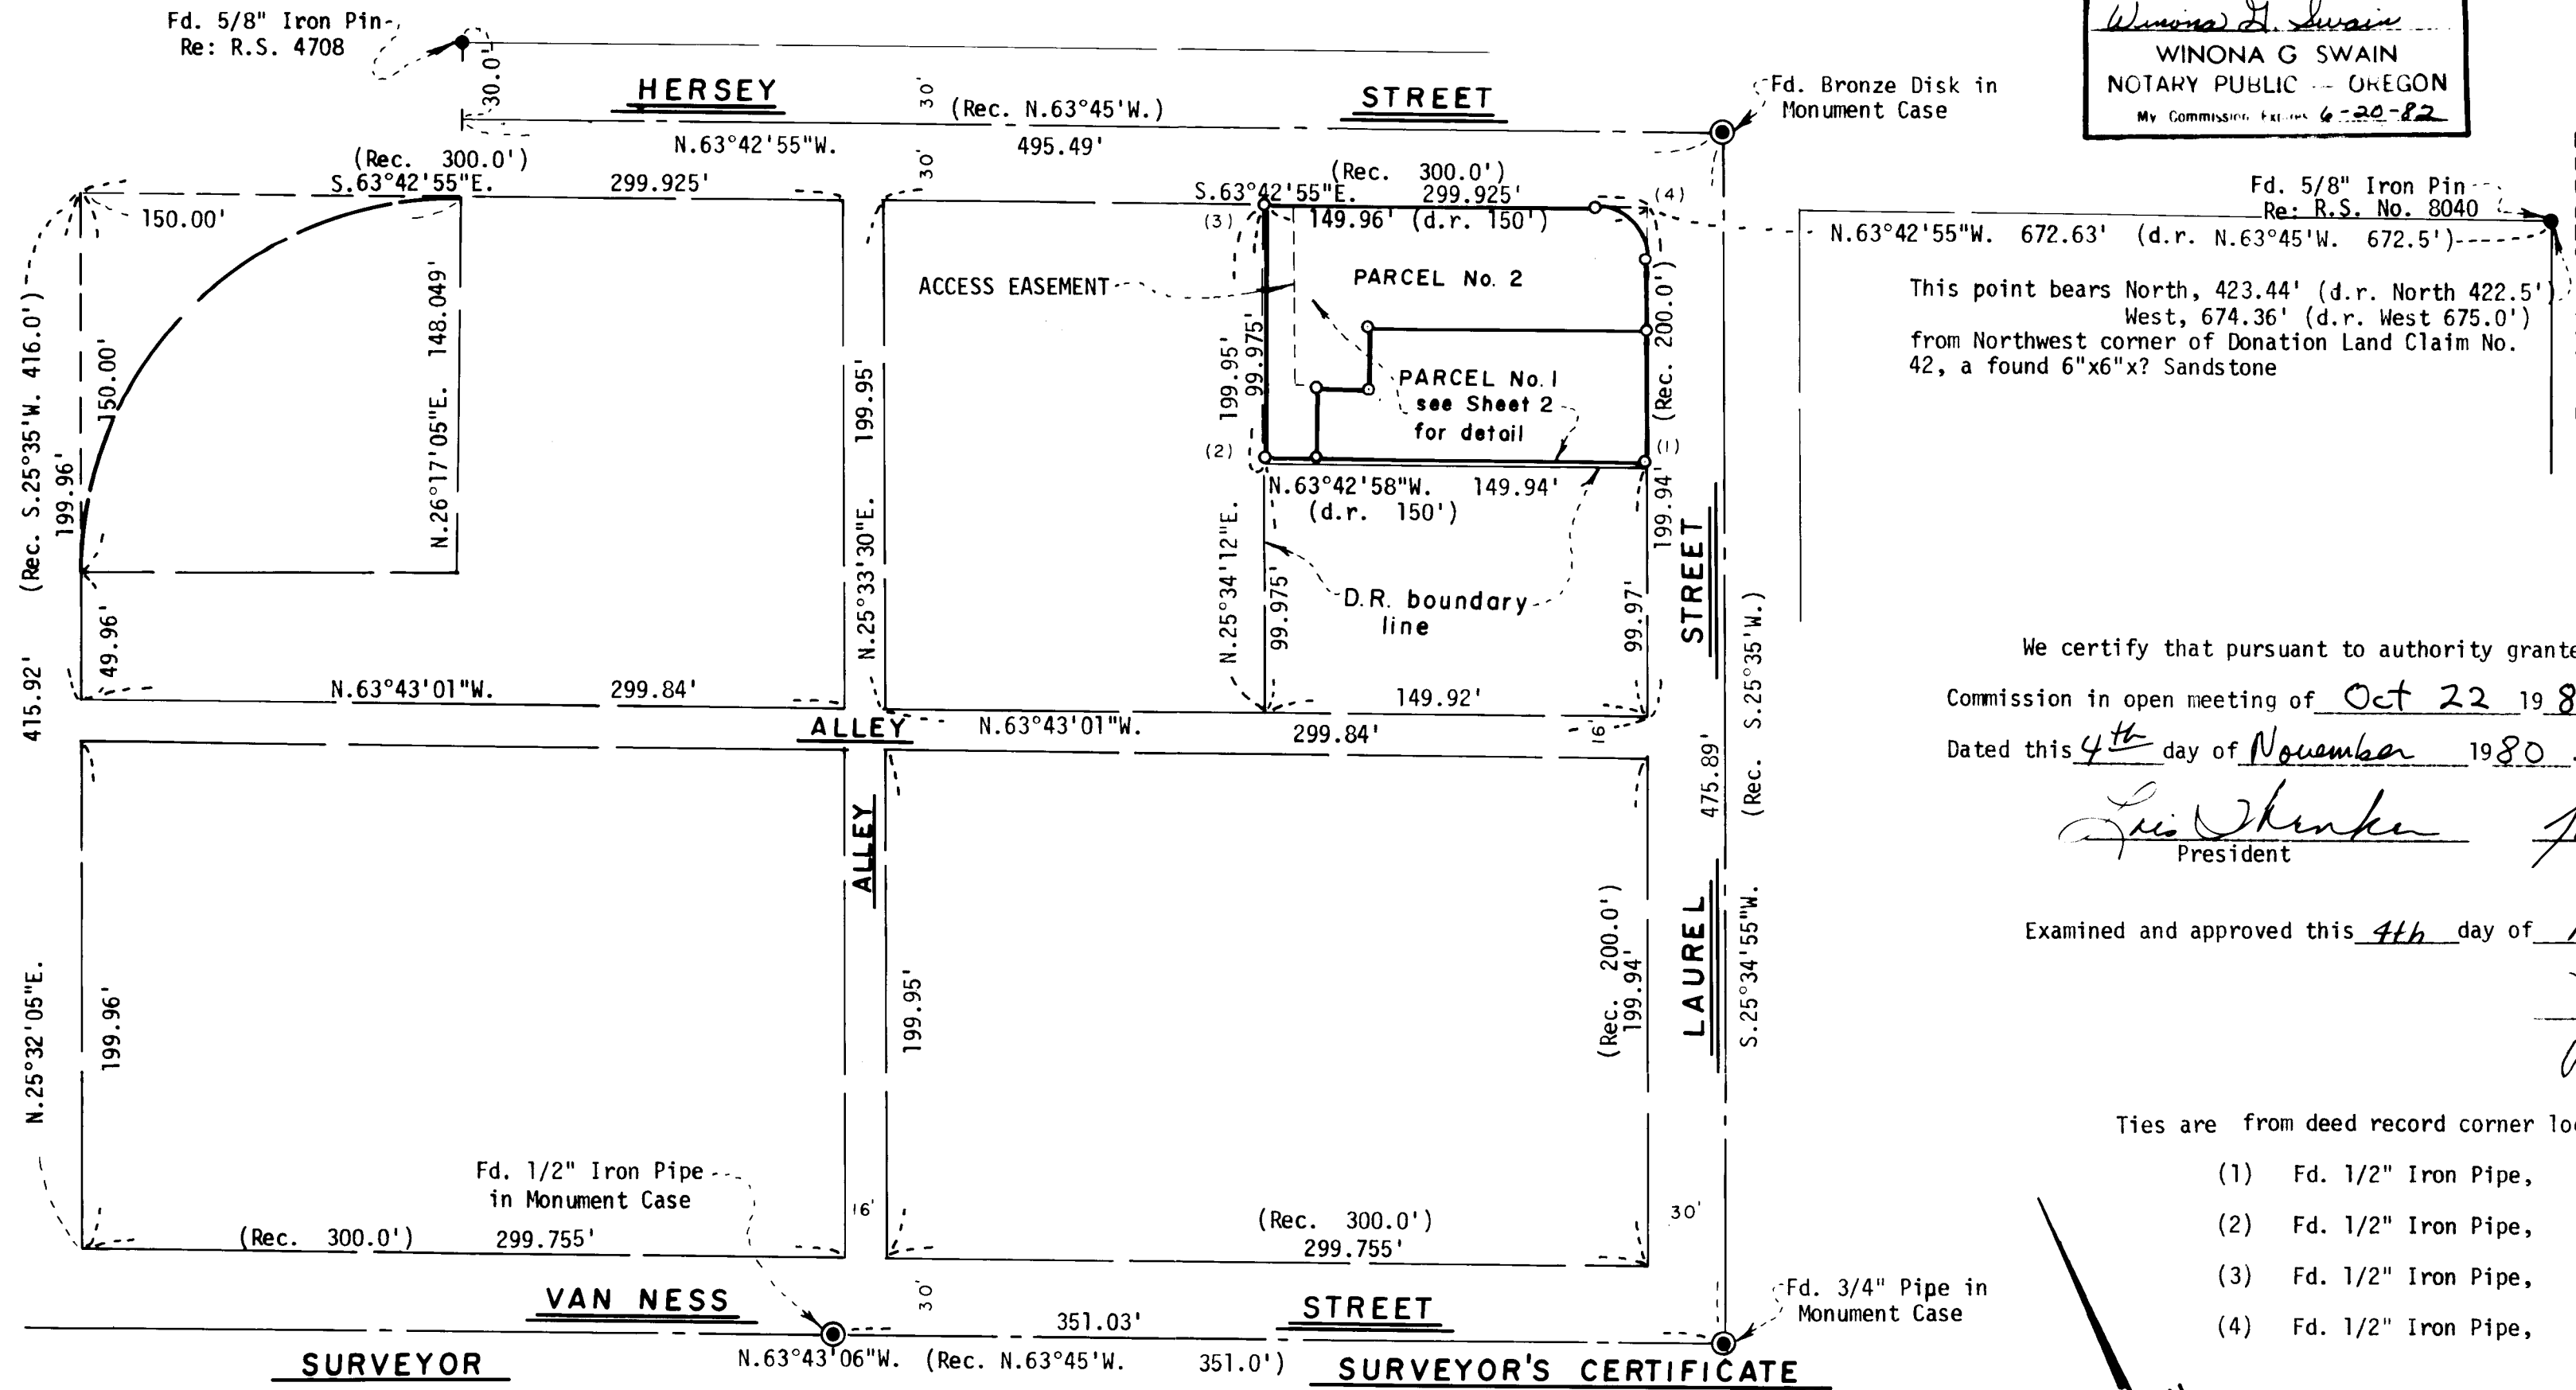 Fd. 5/8" Iron Pin
Re: R.S. 4708
30.0'
HERSEY
30'
(Rec. N.63°45'W.)
STREET
N.63°42'55"W.
495.49'
Fd. Bronze Disk in
Monument Case
Winona G. Swain
WINONA G SWAIN
NOTARY PUBLIC -- OREGON
My Commission Expires 6-20-82
(Rec. 300.0')
S.63°42'55"E.
299.925'
150.00'
30'
(Rec. 300.0')
S.63°42'55"E.
299.925'
(4)
(3)
149.96' (d.r. 150')
Fd. 5/8" Iron Pin
Re: R.S. No. 8040
N.63°42'55"W. 672.63' (d.r. N.63°45'W. 672.5')
This point bears North, 423.44' (d.r. North 422.5')
West, 674.36' (d.r. West 675.0')
from Northwest corner of Donation Land Claim No.
42, a found 6"x6"x? Sandstone
ACCESS EASEMENT
PARCEL No. 2
(Rec. 200.0')
PARCEL No. 1
see Sheet 2
for detail
(2)
(1)
199.95'
99.975'
N.63°42'58"W.
149.94'
(d.r. 150')
199.94'
D.R. boundary
line
N.25°34'12"E.
99.975'
99.97'
(Rec. S.25°35'W. 416.0')
199.96'
150.00'
148.049'
N.26°17'05"E.
199.95'
N.25°33'30"E.
49.96'
415.92'
N.63°43'01"W.
299.84'
ALLEY
N.63°43'01"W.
149.92'
299.84'
16'
STREET
(Rec. S.25°35'W.)
475.89'
S.25°34'55"W.
LAUREL
ALLEY
N.25°32'05"E.
199.96'
199.95'
(Rec. 200.0')
199.94'
We certify that pursuant to authority grante
Commission in open meeting of Oct 22 198
Dated this 4th day of November 1980
President
Examined and approved this 4th day of
Ties are from deed record corner lo
(1) Fd. 1/2" Iron Pipe,
(2) Fd. 1/2" Iron Pipe,
(3) Fd. 1/2" Iron Pipe,
(4) Fd. 1/2" Iron Pipe,
Fd. 1/2" Iron Pipe
in Monument Case
16'
30'
(Rec. 300.0')
299.755'
(Rec. 300.0')
299.755'
VAN NESS
30'
351.03'
STREET
Fd. 3/4" Pipe in
Monument Case
N.63°43'06"W. (Rec. N.63°45'W. 351.0')
SURVEYOR
SURVEYOR'S CERTIFICATE